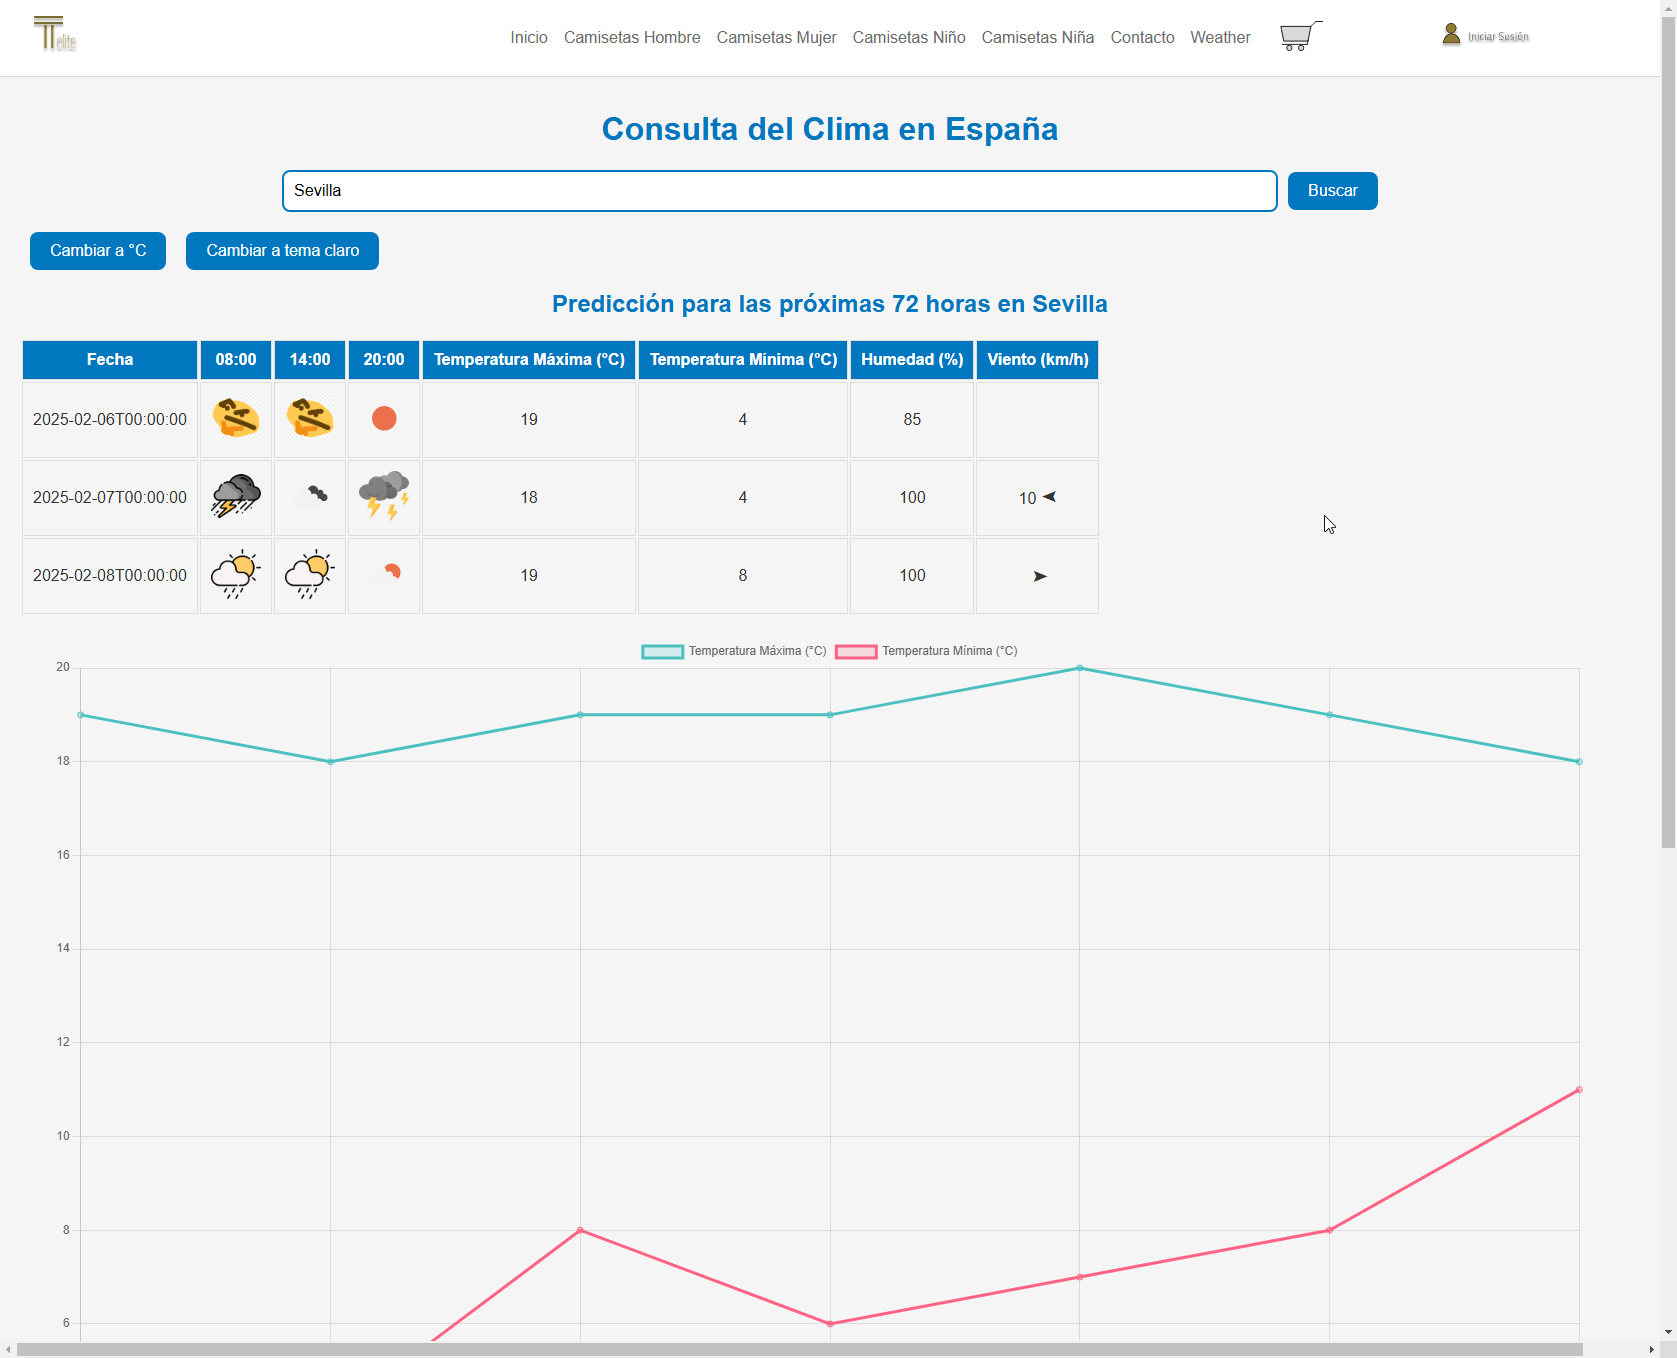 TT elite
Inicio Camisetas Hombre Camisetas Mujer Camisetas Niño Camisetas Niña Contacto Weather
Iniciar Sesión
Consulta del Clima en España
Sevilla Buscar
Cambiar a °C Cambiar a tema claro
Predicción para las próximas 72 horas en Sevilla
Fecha 08:00 14:00 20:00 Temperatura Máxima (°C) Temperatura Mínima (°C) Humedad (%) Viento (km/h)
2025-02-06T00:00:00 19 4 85
2025-02-07T00:00:00 18 4 100 10
2025-02-08T00:00:00 19 8 100
Temperatura Máxima (°C) Temperatura Mínima (°C)
20
18
16
14
12
10
8
6